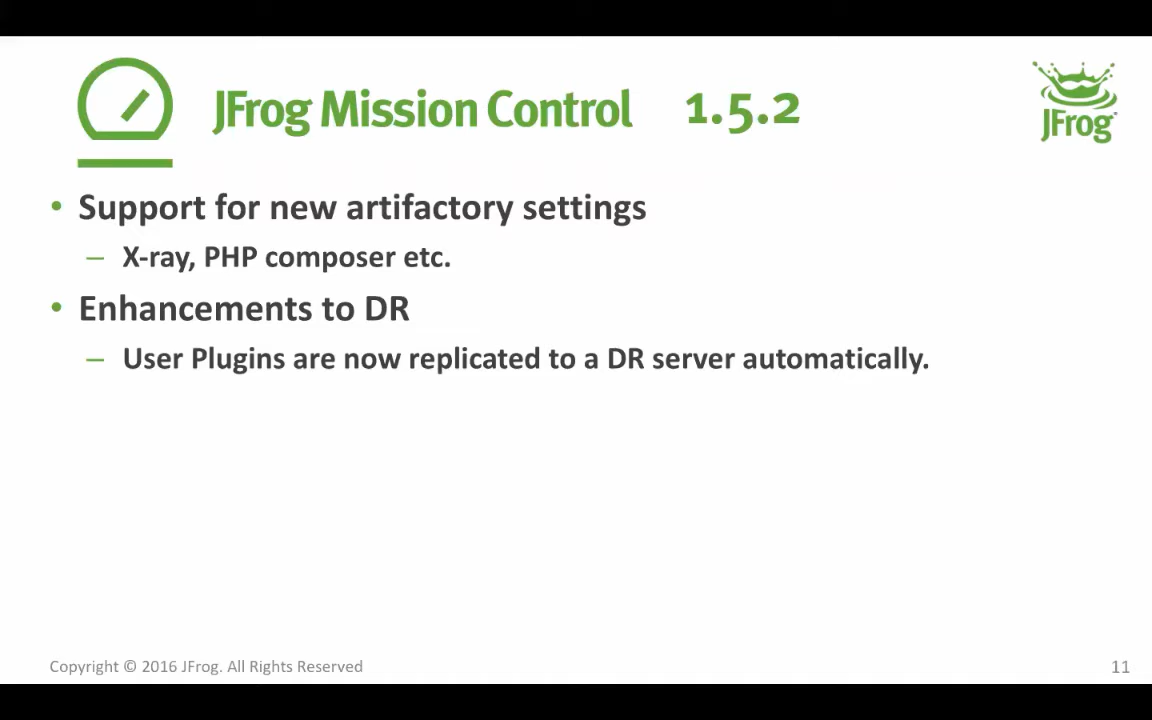 JFrog Mission Control 1.5.2
JFrog
• Support for new artifactory settings
– X-ray, PHP composer etc.
• Enhancements to DR
– User Plugins are now replicated to a DR server automatically.
Copyright © 2016 JFrog. All Rights Reserved
11